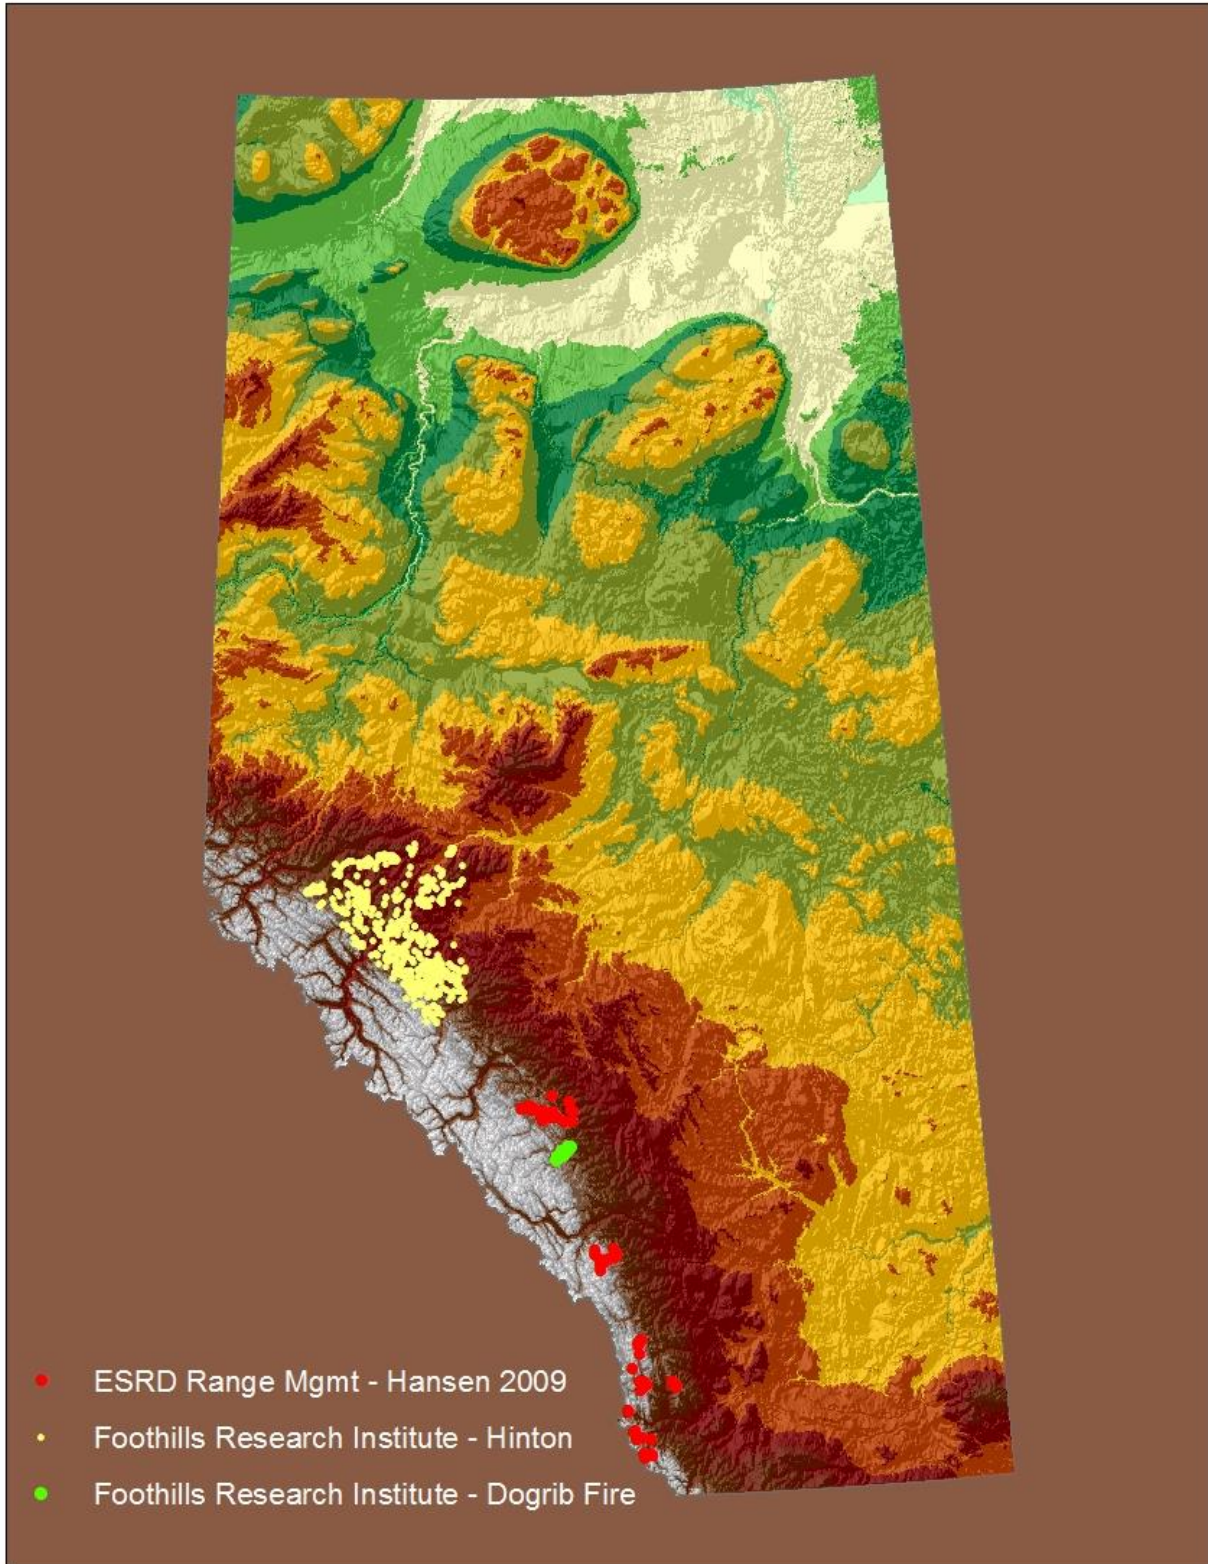 ESRD Range Mgmt - Hansen 2009
Foothills Research Institute - Hinton
Foothills Research Institute - Dogrib Fire